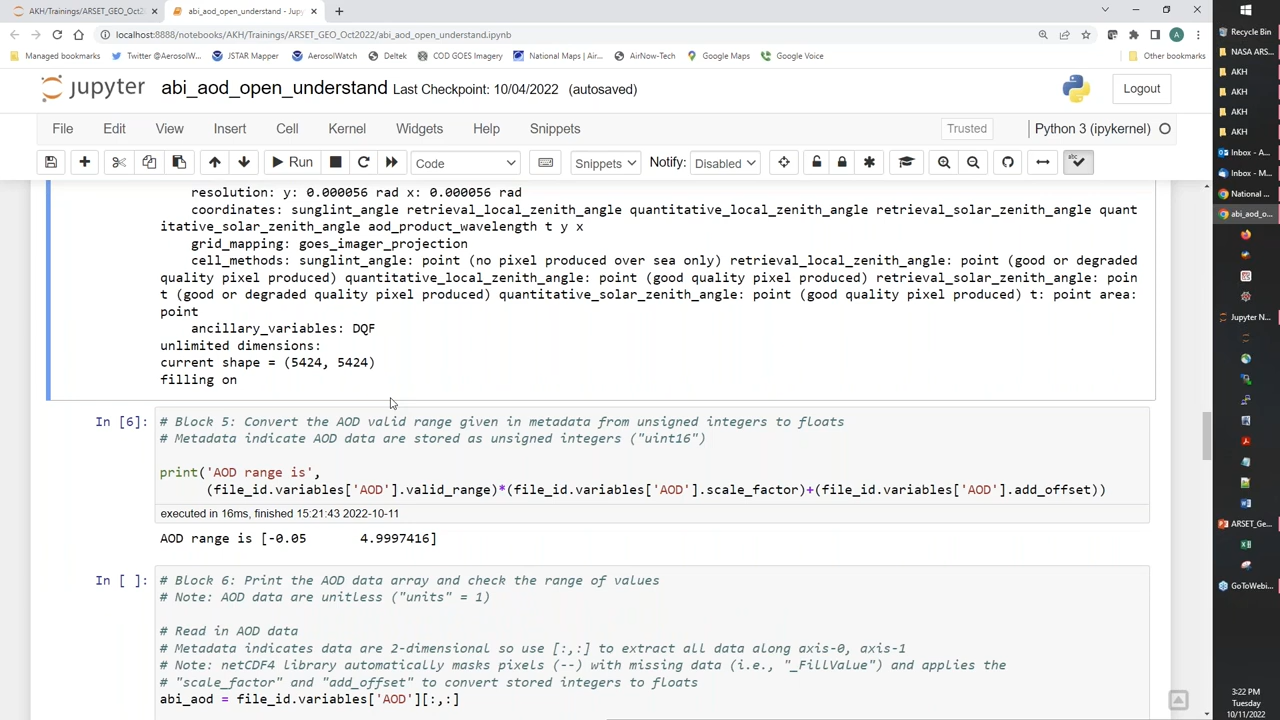 AKH/Trainings/ARSET_GEO_Oct2022/
abi_aod_open_understand - Jupy
localhost:8888/notebooks/AKH/Trainings/ARSET_GEO_Oct2022/abi_aod_open_understand.ipynb
Managed bookmarks Twitter @AerosolW... JSTAR Mapper AerosolWatch Deltek COD GOES Imagery National Maps | Air... AirNow-Tech Google Maps Google Voice Other bookmarks
jupyter abi_aod_open_understand Last Checkpoint: 10/04/2022 (autosaved) Logout
File Edit View Insert Cell Kernel Widgets Help Snippets Trusted Python 3 (ipykernel)
Run Code Snippets Notify: Disabled
resolution: y: 0.000056 rad x: 0.000056 rad
coordinates: sunglint_angle retrieval_local_zenith_angle quantitative_local_zenith_angle retrieval_solar_zenith_angle quant
itative_solar_zenith_angle aod_product_wavelength t y x
grid_mapping: goes_imager_projection
cell_methods: sunglint_angle: point (no pixel produced over sea only) retrieval_local_zenith_angle: point (good or degraded
quality pixel produced) quantitative_local_zenith_angle: point (good quality pixel produced) retrieval_solar_zenith_angle: poin
t (good or degraded quality pixel produced) quantitative_solar_zenith_angle: point (good quality pixel produced) t: point area:
point
ancillary_variables: DQF
unlimited dimensions:
current shape = (5424, 5424)
filling on
In [6]: # Block 5: Convert the AOD valid range given in metadata from unsigned integers to floats
# Metadata indicate AOD data are stored as unsigned integers ("uint16")
print('AOD range is',
(file_id.variables['AOD'].valid_range)*(file_id.variables['AOD'].scale_factor)+(file_id.variables['AOD'].add_offset))
executed in 16ms, finished 15:21:43 2022-10-11
AOD range is [-0.05 4.9997416]
In [ ]: # Block 6: Print the AOD data array and check the range of values
# Note: AOD data are unitless ("units" = 1)
# Read in AOD data
# Metadata indicates data are 2-dimensional so use [:,:] to extract all data along axis-0, axis-1
# Note: netCDF4 library automatically masks pixels (--) with missing data (i.e., "_FillValue") and applies the
# "scale_factor" and "add_offset" to convert stored integers to floats
abi_aod = file_id.variables['AOD'][:,:]
Recycle Bin
NASA ARS...
AKH
AKH
AKH
AKH
Inbox - A...
Inbox - M...
National ...
abi_aod_o...
Jupyter N...
ARSET_Ge...
GoToWebi...
3:22 PM
Tuesday
10/11/2022